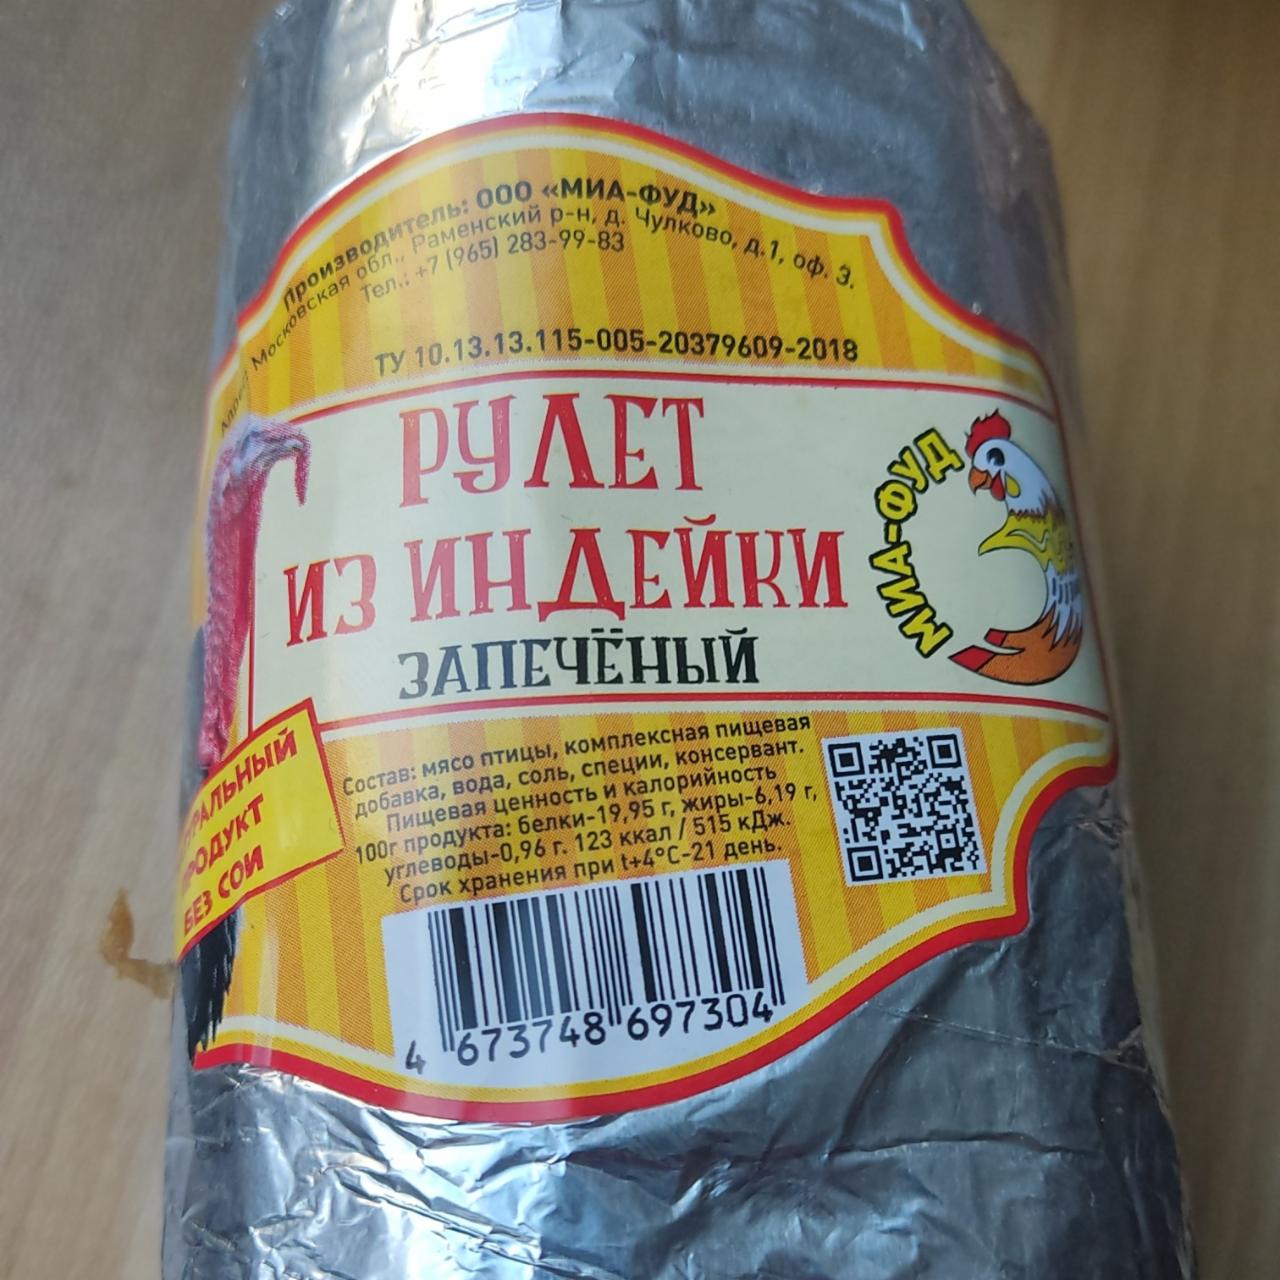 Производитель: ООО «МИА-ФУД»
Адрес: Московская обл., Раменский р-н, д. Чулково, д.1, оф. 3.
Тел.: +7 (965) 283-99-83
ТУ 10.13.13.115-005-20379609-2018
РУЛЕТ
ИЗ ИНДЕЙКИ
ЗАПЕЧЁНЫЙ
МИА-ФУД
ПРОДУКТ
БЕЗ СОИ
Состав: мясо птицы, комплексная пищевая
добавка, вода, соль, специи, консервант.
Пищевая ценность и калорийность
100г продукта: белки-19,95 г, жиры-6,19 г,
углеводы-0,96 г. 123 ккал / 515 кДж.
Срок хранения при t+4°С-21 день.
4 673748 697304